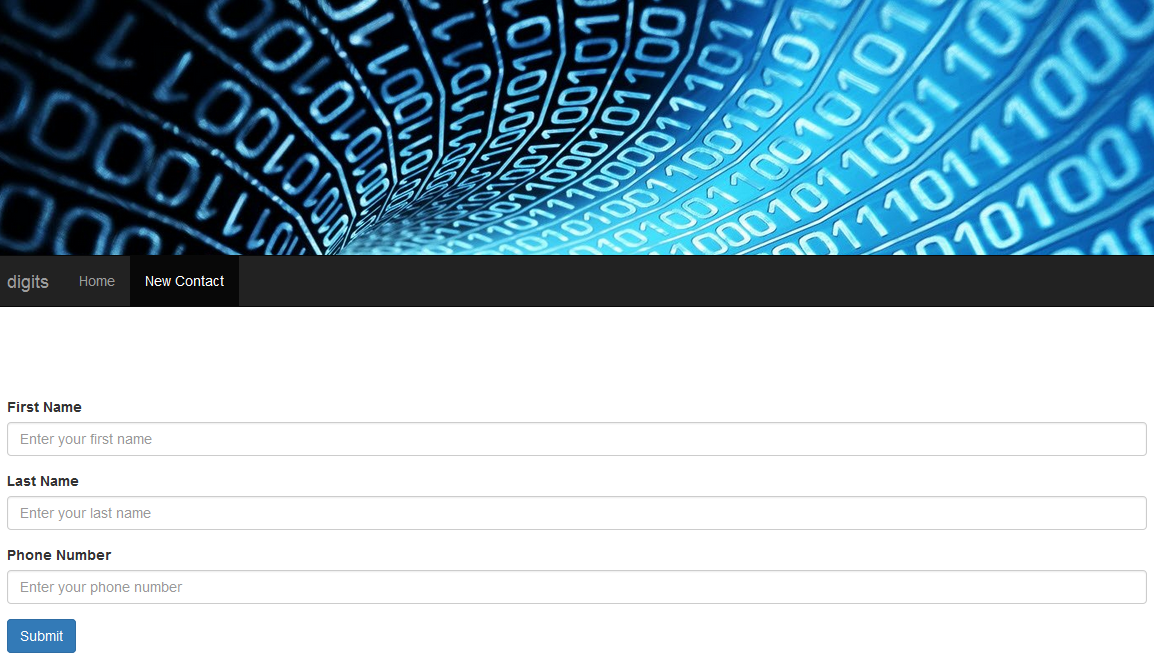 digits Home New Contact
First Name
Enter your first name
Last Name
Enter your last name
Phone Number
Enter your phone number
Submit